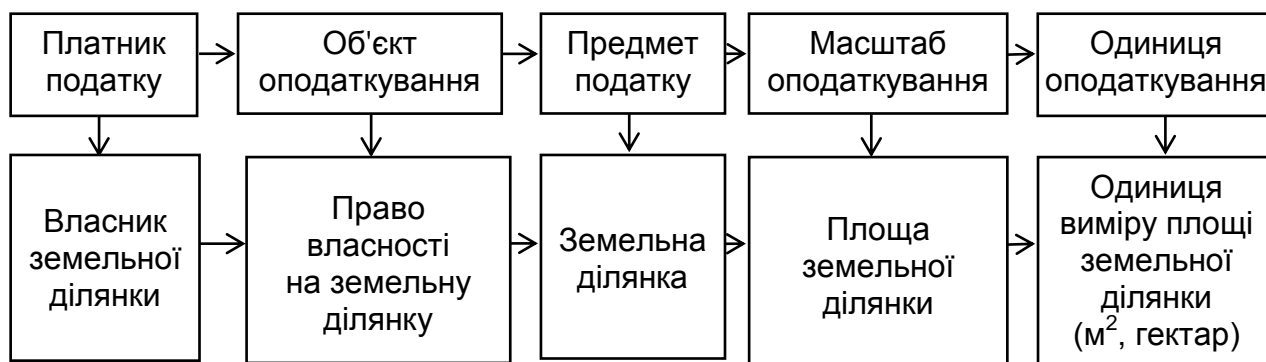 Платник
податку
Об'єкт
оподаткування
Предмет
податку
Масштаб
оподаткування
Одиниця
оподаткування
Власник
земельної
ділянки
Право
власності
на земельну
ділянку
Земельна
ділянка
Площа
земельної
ділянки
Одиниця
виміру площі
земельної
ділянки
(м², гектар)